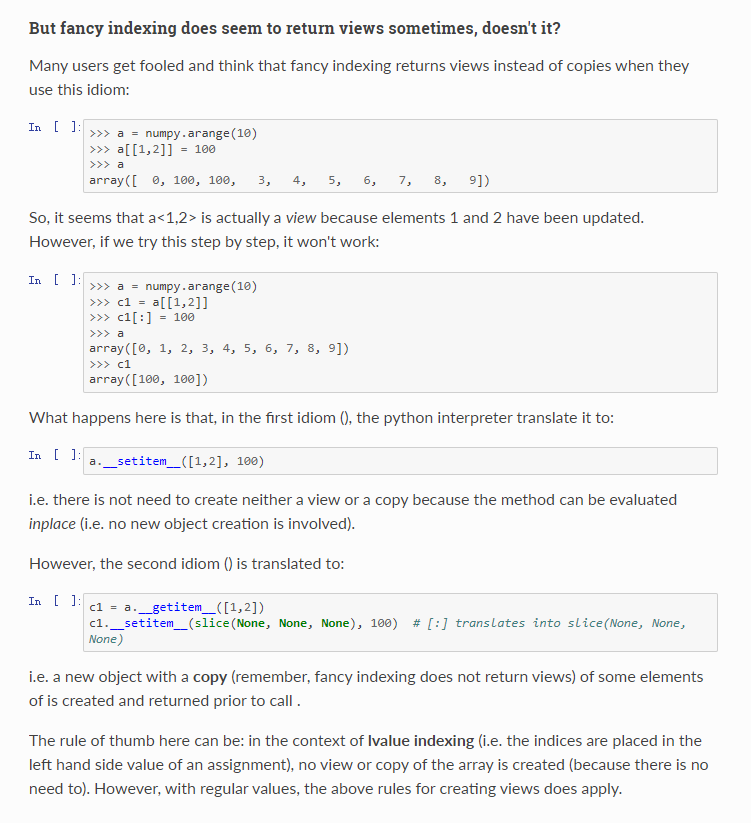 But fancy indexing does seem to return views sometimes, doesn't it?
Many users get fooled and think that fancy indexing returns views instead of copies when they
use this idiom:
In [ ]:
>>> a = numpy.arange(10)
>>> a[[1,2]] = 100
>>> a
array([  0, 100, 100,   3,   4,   5,   6,   7,   8,   9])
So, it seems that a<1,2> is actually a view because elements 1 and 2 have been updated.
However, if we try this step by step, it won't work:
In [ ]:
>>> a = numpy.arange(10)
>>> c1 = a[[1,2]]
>>> c1[:] = 100
>>> a
array([0, 1, 2, 3, 4, 5, 6, 7, 8, 9])
>>> c1
array([100, 100])
What happens here is that, in the first idiom (), the python interpreter translate it to:
In [ ]:
a.__setitem__([1,2], 100)
i.e. there is not need to create neither a view or a copy because the method can be evaluated
inplace (i.e. no new object creation is involved).
However, the second idiom () is translated to:
In [ ]:
c1 = a.__getitem__([1,2])
c1.__setitem__(slice(None, None, None), 100)  # [:] translates into slice(None, None,
None)
i.e. a new object with a copy (remember, fancy indexing does not return views) of some elements
of is created and returned prior to call .
The rule of thumb here can be: in the context of lvalue indexing (i.e. the indices are placed in the
left hand side value of an assignment), no view or copy of the array is created (because there is no
need to). However, with regular values, the above rules for creating views does apply.